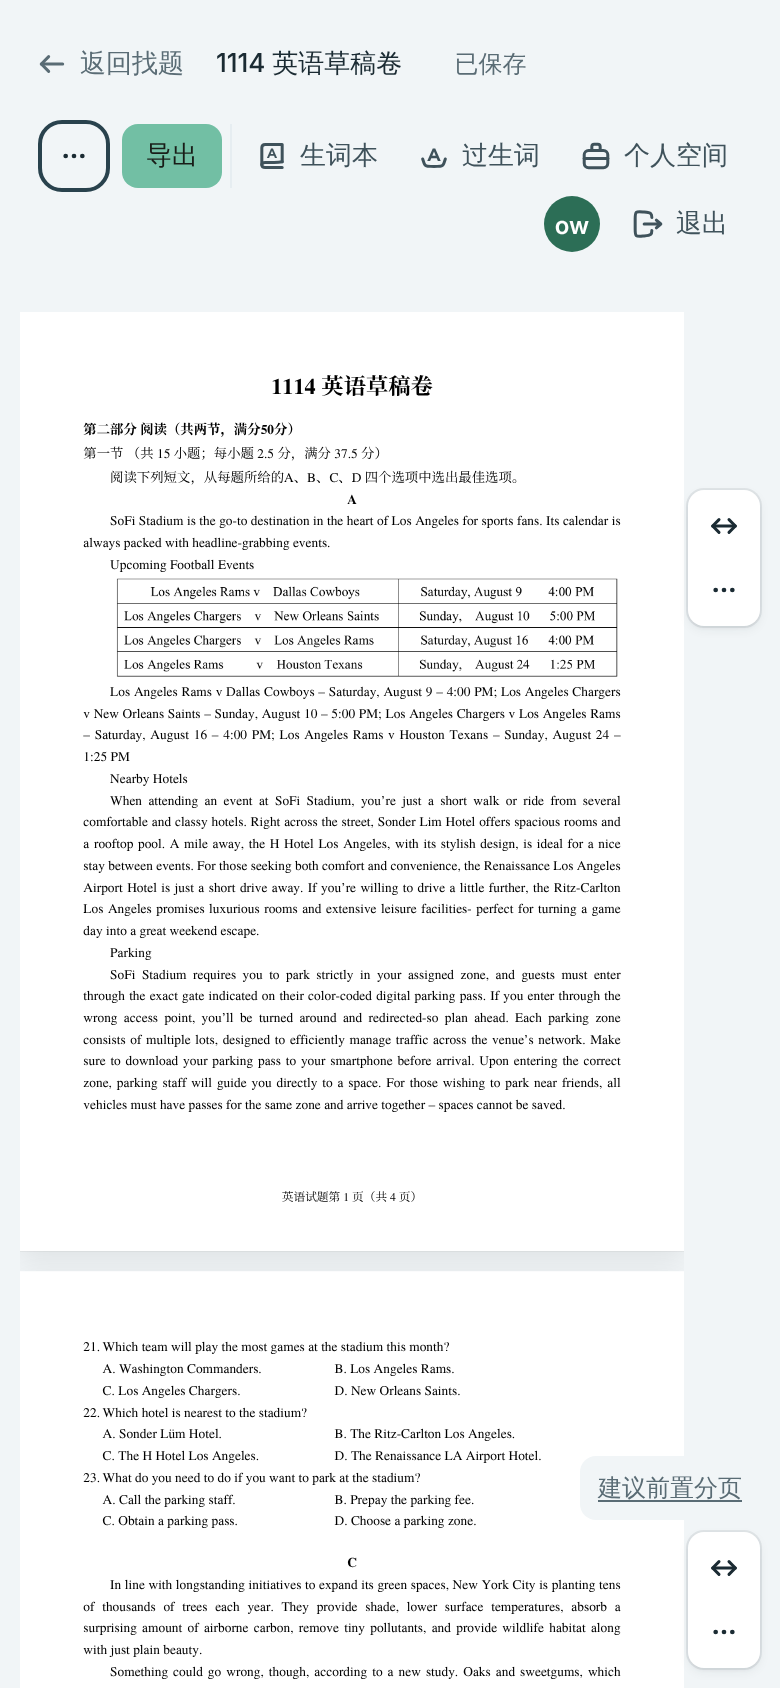 返回找题 1114 英语草稿卷 已保存
导出 生词本 过生词 个人空间
ow 退出
1114 英语草稿卷
第二部分 阅读（共两节，满分50分）
第一节 （共 15 小题；每小题 2.5 分，满分 37.5 分）
阅读下列短文，从每题所给的A、B、C、D 四个选项中选出最佳选项。
A
SoFi Stadium is the go-to destination in the heart of Los Angeles for sports fans. Its calendar is
always packed with headline-grabbing events.
Upcoming Football Events
Los Angeles Rams v Dallas Cowboys Saturday, August 9 4:00 PM
Los Angeles Chargers v New Orleans Saints Sunday, August 10 5:00 PM
Los Angeles Chargers v Los Angeles Rams Saturday, August 16 4:00 PM
Los Angeles Rams v Houston Texans Sunday, August 24 1:25 PM
Los Angeles Rams v Dallas Cowboys – Saturday, August 9 – 4:00 PM; Los Angeles Chargers
v New Orleans Saints – Sunday, August 10 – 5:00 PM; Los Angeles Chargers v Los Angeles Rams
– Saturday, August 16 – 4:00 PM; Los Angeles Rams v Houston Texans – Sunday, August 24 –
1:25 PM
Nearby Hotels
When attending an event at SoFi Stadium, you’re just a short walk or ride from several
comfortable and classy hotels. Right across the street, Sonder Lim Hotel offers spacious rooms and
a rooftop pool. A mile away, the H Hotel Los Angeles, with its stylish design, is ideal for a nice
stay between events. For those seeking both comfort and convenience, the Renaissance Los Angeles
Airport Hotel is just a short drive away. If you’re willing to drive a little further, the Ritz-Carlton
Los Angeles promises luxurious rooms and extensive leisure facilities- perfect for turning a game
day into a great weekend escape.
Parking
SoFi Stadium requires you to park strictly in your assigned zone, and guests must enter
through the exact gate indicated on their color-coded digital parking pass. If you enter through the
wrong access point, you’ll be turned around and redirected-so plan ahead. Each parking zone
consists of multiple lots, designed to efficiently manage traffic across the venue’s network. Make
sure to download your parking pass to your smartphone before arrival. Upon entering the correct
zone, parking staff will guide you directly to a space. For those wishing to park near friends, all
vehicles must have passes for the same zone and arrive together – spaces cannot be saved.
英语试题第 1 页（共 4 页）
21. Which team will play the most games at the stadium this month?
A. Washington Commanders. B. Los Angeles Rams.
C. Los Angeles Chargers. D. New Orleans Saints.
22. Which hotel is nearest to the stadium?
A. Sonder Lüm Hotel. B. The Ritz-Carlton Los Angeles.
C. The H Hotel Los Angeles. D. The Renaissance LA Airport Hotel.
23. What do you need to do if you want to park at the stadium?
建议前置分页
A. Call the parking staff. B. Prepay the parking fee.
C. Obtain a parking pass. D. Choose a parking zone.
C
In line with longstanding initiatives to expand its green spaces, New York City is planting tens
of thousands of trees each year. They provide shade, lower surface temperatures, absorb a
surprising amount of airborne carbon, remove tiny pollutants, and provide wildlife habitat along
with just plain beauty.
Something could go wrong, though, according to a new study. Oaks and sweetgums, which